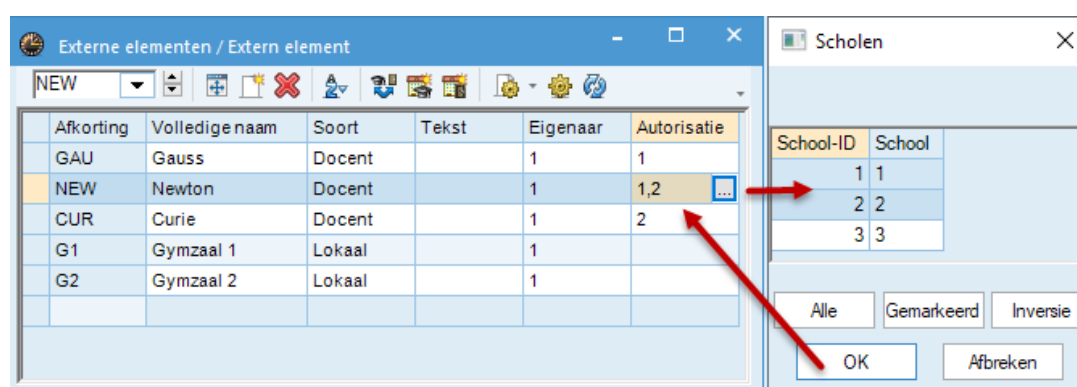 Externe elementen / Extern element
NEW
Afkorting Volledige naam Soort Tekst Eigenaar Autorisatie
GAU Gauss Docent 1 1
NEW Newton Docent 1 1,2 ...
CUR Curie Docent 1 2
G1 Gymzaal 1 Lokaal 1
G2 Gymzaal 2 Lokaal 1
Scholen
School-ID School
1 1
2 2
3 3
Alle Gemarkeerd Inversie
OK Afbreken